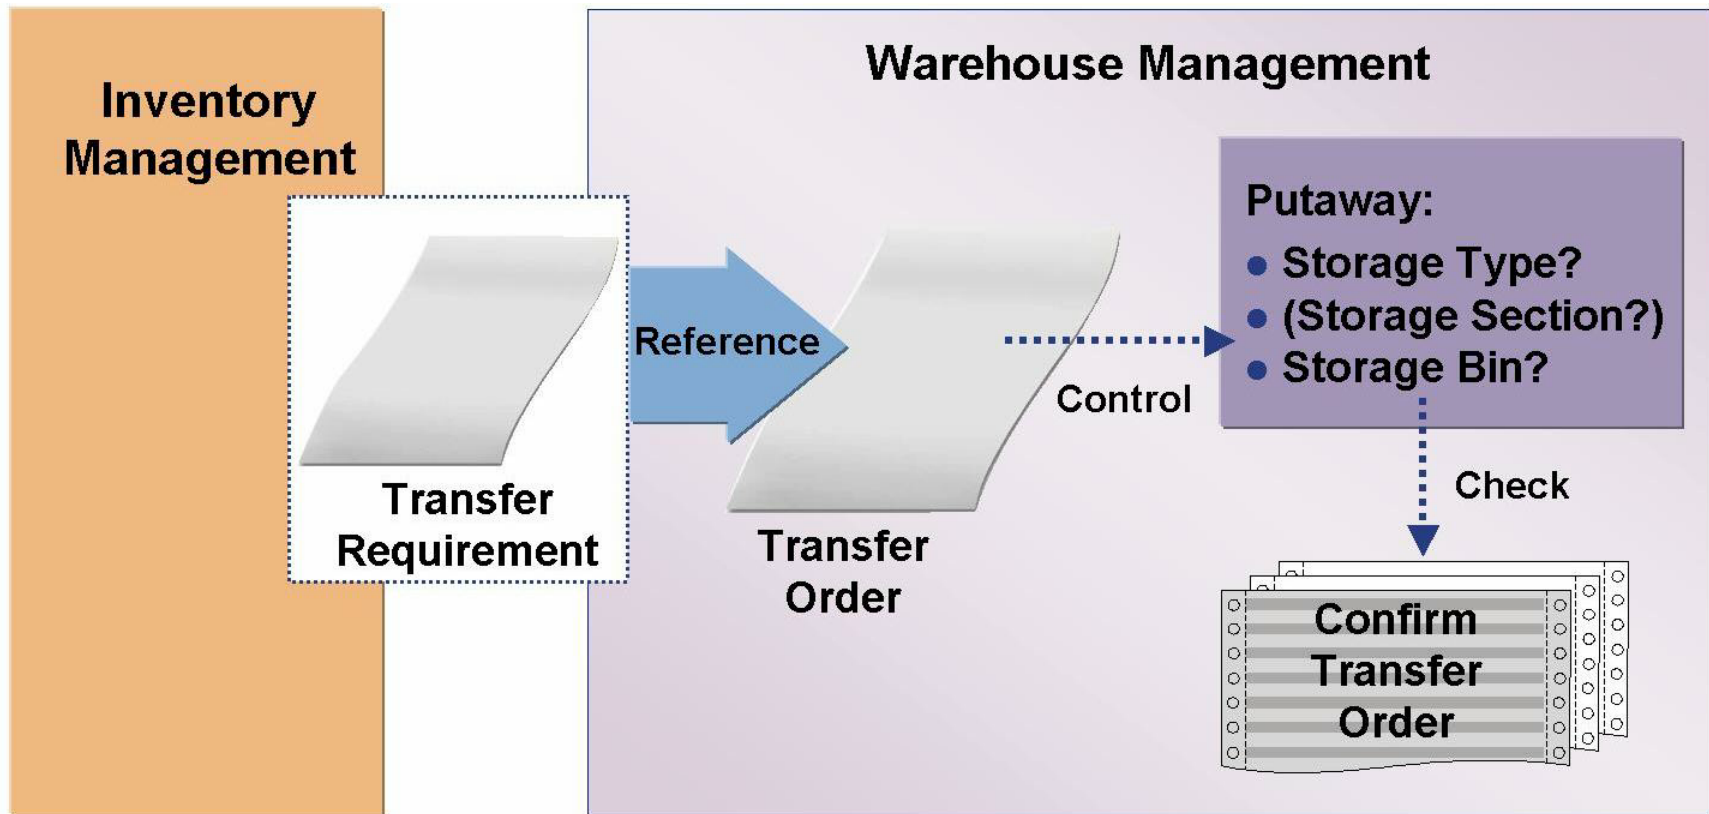 Inventory
Management
Warehouse Management
Transfer
Requirement
Reference
Transfer
Order
Control
Putaway:
● Storage Type?
● (Storage Section?)
● Storage Bin?
Check
Confirm
Transfer
Order